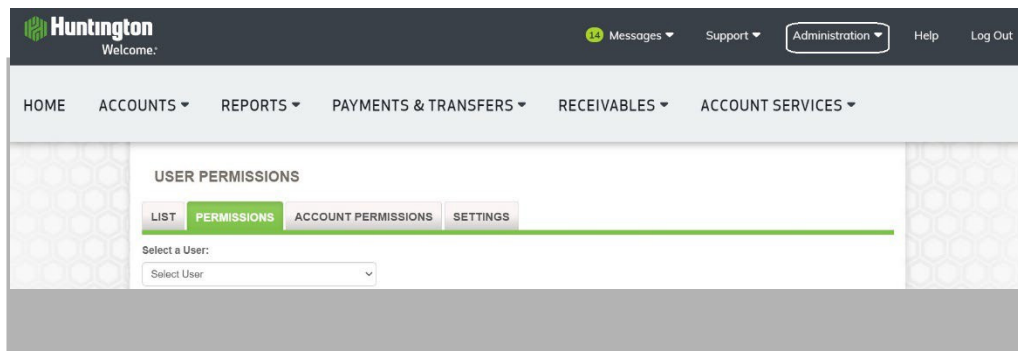 Huntington
Welcome:
14 Messages Support Administration Help Log Out
HOME ACCOUNTS REPORTS PAYMENTS & TRANSFERS RECEIVABLES ACCOUNT SERVICES
USER PERMISSIONS
LIST PERMISSIONS ACCOUNT PERMISSIONS SETTINGS
Select a User:
Select User